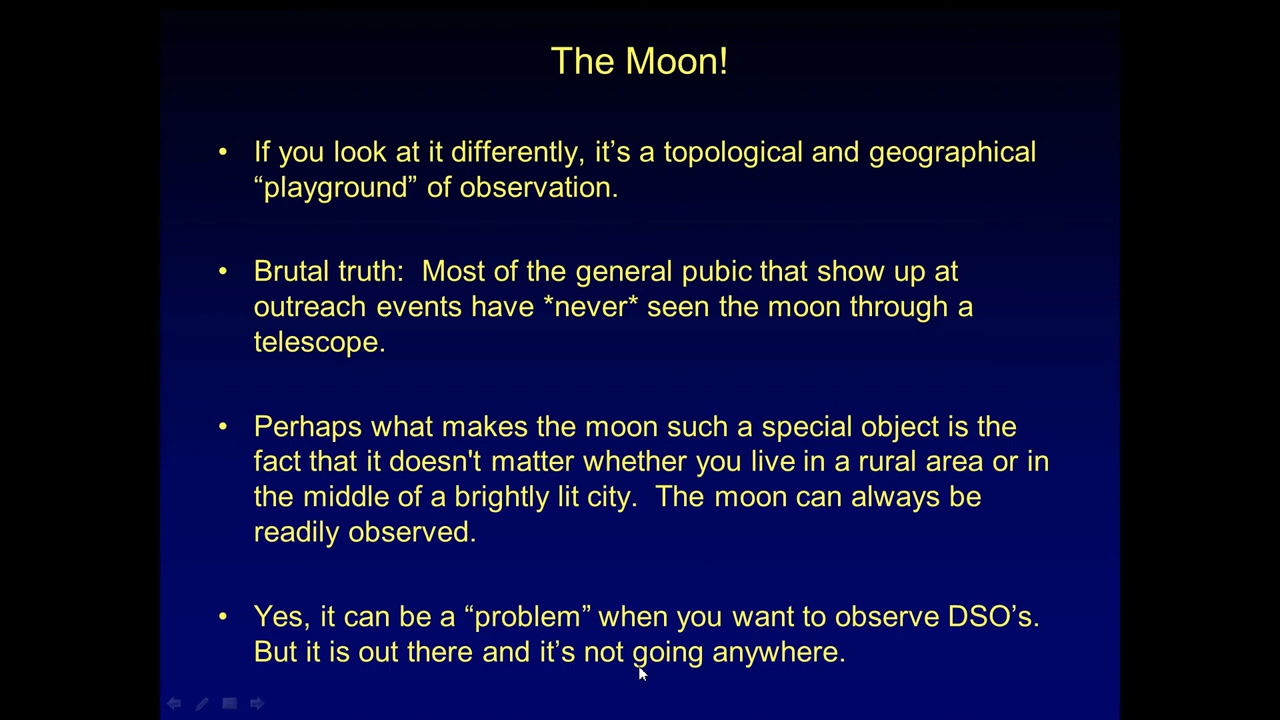 The Moon!
• If you look at it differently, it’s a topological and geographical
“playground” of observation.
• Brutal truth:  Most of the general pubic that show up at
outreach events have *never* seen the moon through a
telescope.
• Perhaps what makes the moon such a special object is the
fact that it doesn't matter whether you live in a rural area or in
the middle of a brightly lit city.  The moon can always be
readily observed.
• Yes, it can be a “problem” when you want to observe DSO’s.
But it is out there and it’s not going anywhere.